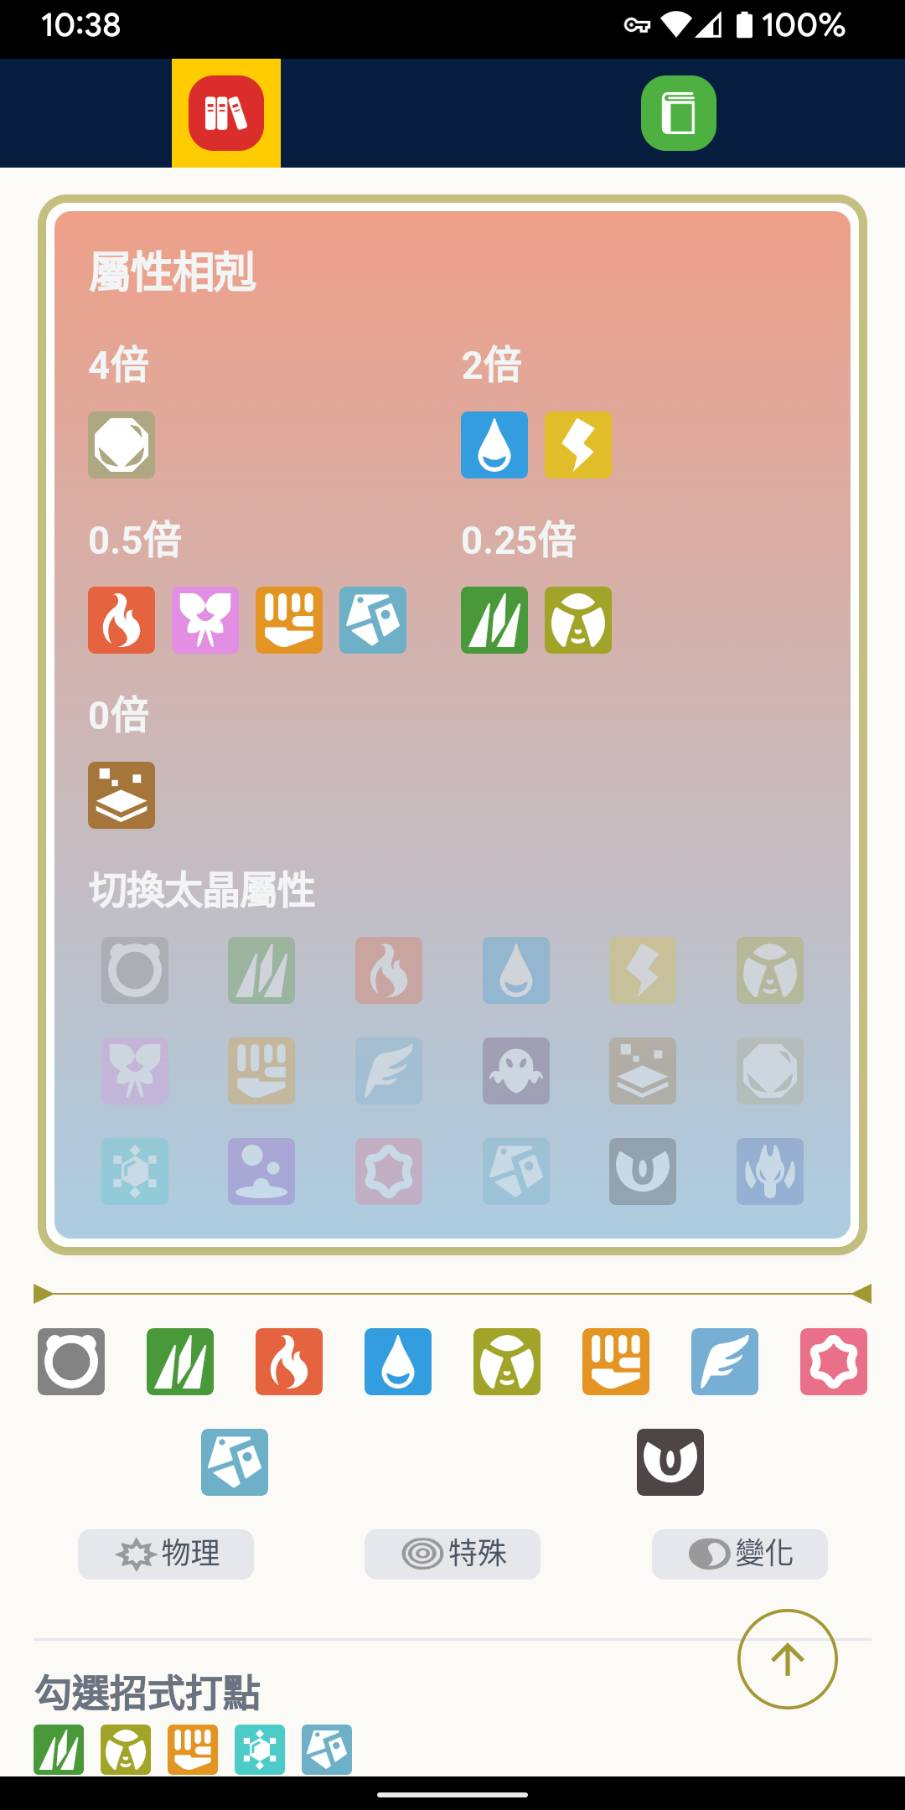 10:38
100%
屬性相剋
4倍
2倍
0.5倍
0.25倍
0倍
切換太晶屬性
物理
特殊
變化
勾選招式打點